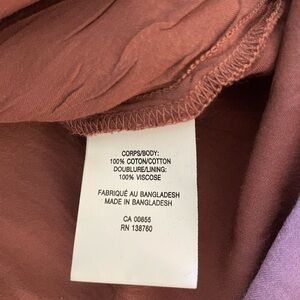 CORPS/BODY:
100% COTON/COTTON
DOUBLURE/LINING:
100% VISCOSE
FABRIQUÉ AU BANGLADESH
MADE IN BANGLADESH
CA 00655
RN 138760